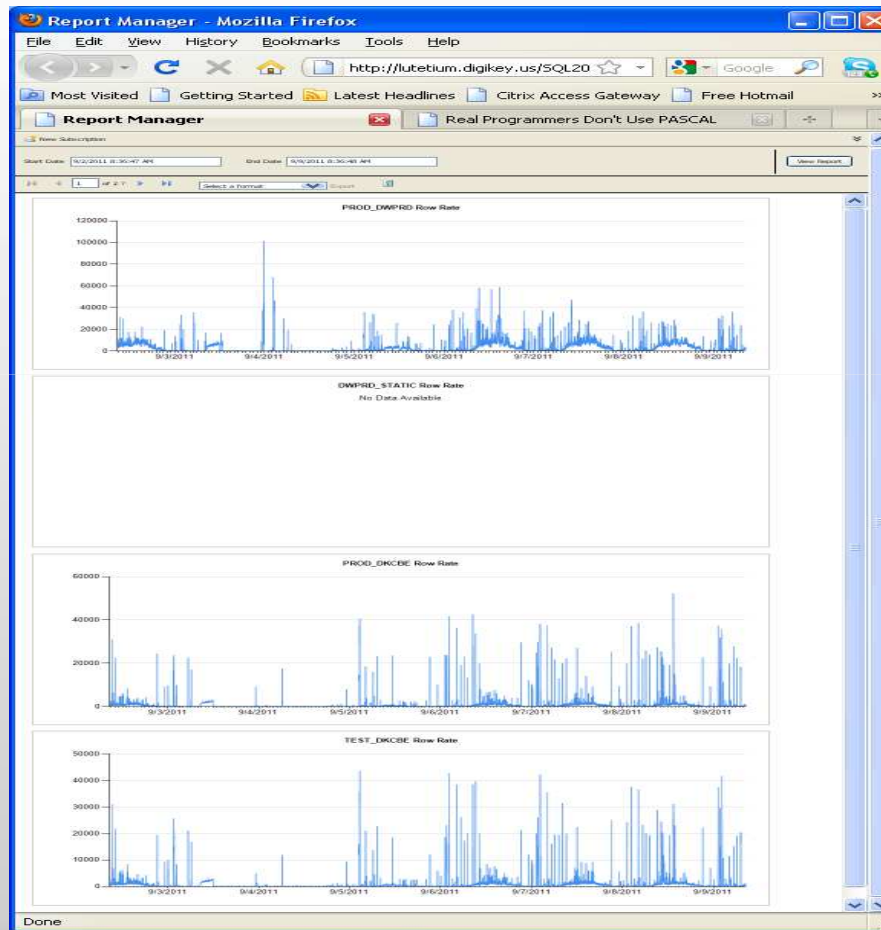 Report Manager - Mozilla Firefox
File Edit View History Bookmarks Tools Help
http://lutetium.digikey.us/SQL20 Google
Most Visited Getting Started Latest Headlines Citrix Access Gateway Free Hotmail »
Report Manager Real Programmers Don't Use PASCAL
New Subscription
Start Date 9/2/2011 8:36:47 AM End Date 9/9/2011 8:36:48 AM View Report
1 of 2 ? Select a format Export
PROD_DWPRD Row Rate
120000
100000
80000
60000
40000
20000
0
9/3/2011 9/4/2011 9/5/2011 9/6/2011 9/7/2011 9/8/2011 9/9/2011
DWPRD_STATIC Row Rate
No Data Available
PROD_DKCBE Row Rate
60000
40000
20000
0
9/3/2011 9/4/2011 9/5/2011 9/6/2011 9/7/2011 9/8/2011 9/9/2011
TEST_DKCBE Row Rate
50000
40000
30000
20000
10000
0
9/3/2011 9/4/2011 9/5/2011 9/6/2011 9/7/2011 9/8/2011 9/9/2011
Done